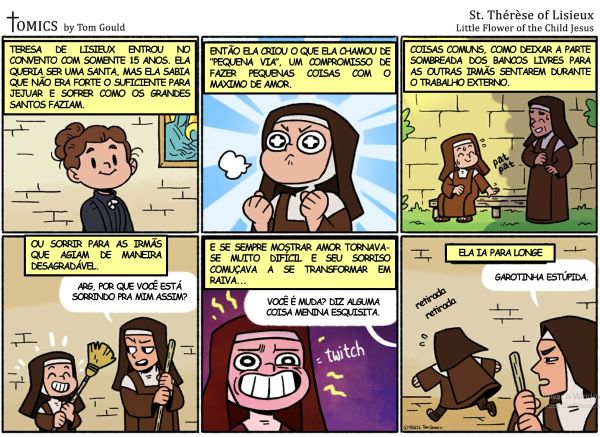 TOMICS by Tom Gould
St. Thérèse of Lisieux
Little Flower of the Child Jesus
TERESA DE LISIEUX ENTROU NO
CONVENTO COM SOMENTE 15 ANOS. ELA
QUERIA SER UMA SANTA, MAS ELA SABIA
QUE NÃO ERA FORTE O SUFICIENTE PARA
JEJUAR E SOFRER COMO OS GRANDES
SANTOS FAZIAM.
ENTÃO ELA CRIOU O QUE ELA CHAMOU DE
"PEQUENA VIA", UM COMPROMISSO DE
FAZER PEQUENAS COISAS COM O
MAXIMO DE AMOR.
COISAS COMUNS, COMO DEIXAR A PARTE
SOMBREADA DOS BANCOS LIVRES PARA
AS OUTRAS IRMÃS SENTAREM DURANTE
O TRABALHO EXTERNO.
pat
pat
OU SORRIR PARA AS IRMÃS
QUE AGIAM DE MANEIRA
DESAGRADÁVEL.
ARG, POR QUE VOCÊ ESTÁ
SORRINDO PRA MIM ASSIM?
E SE SEMPRE MOSTRAR AMOR TORNAVA-
SE MUITO DIFÍCIL E SEU SORRISO
COMUÇAVA A SE TRANSFORMAR EM
RAIVA...
VOCÊ É MUDA? DIZ ALGUMA
COISA MENINA ESQUISITA.
twitch
ELA IA PARA LONGE
GAROTINHA ESTÚPIDA.
retirada
retirada